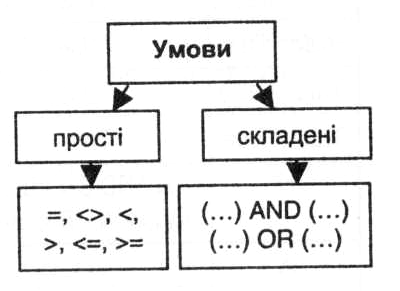 Умови
прості
складені
=, <>, <,
>, <=, >=
(...) AND (...)
(...) OR (...)